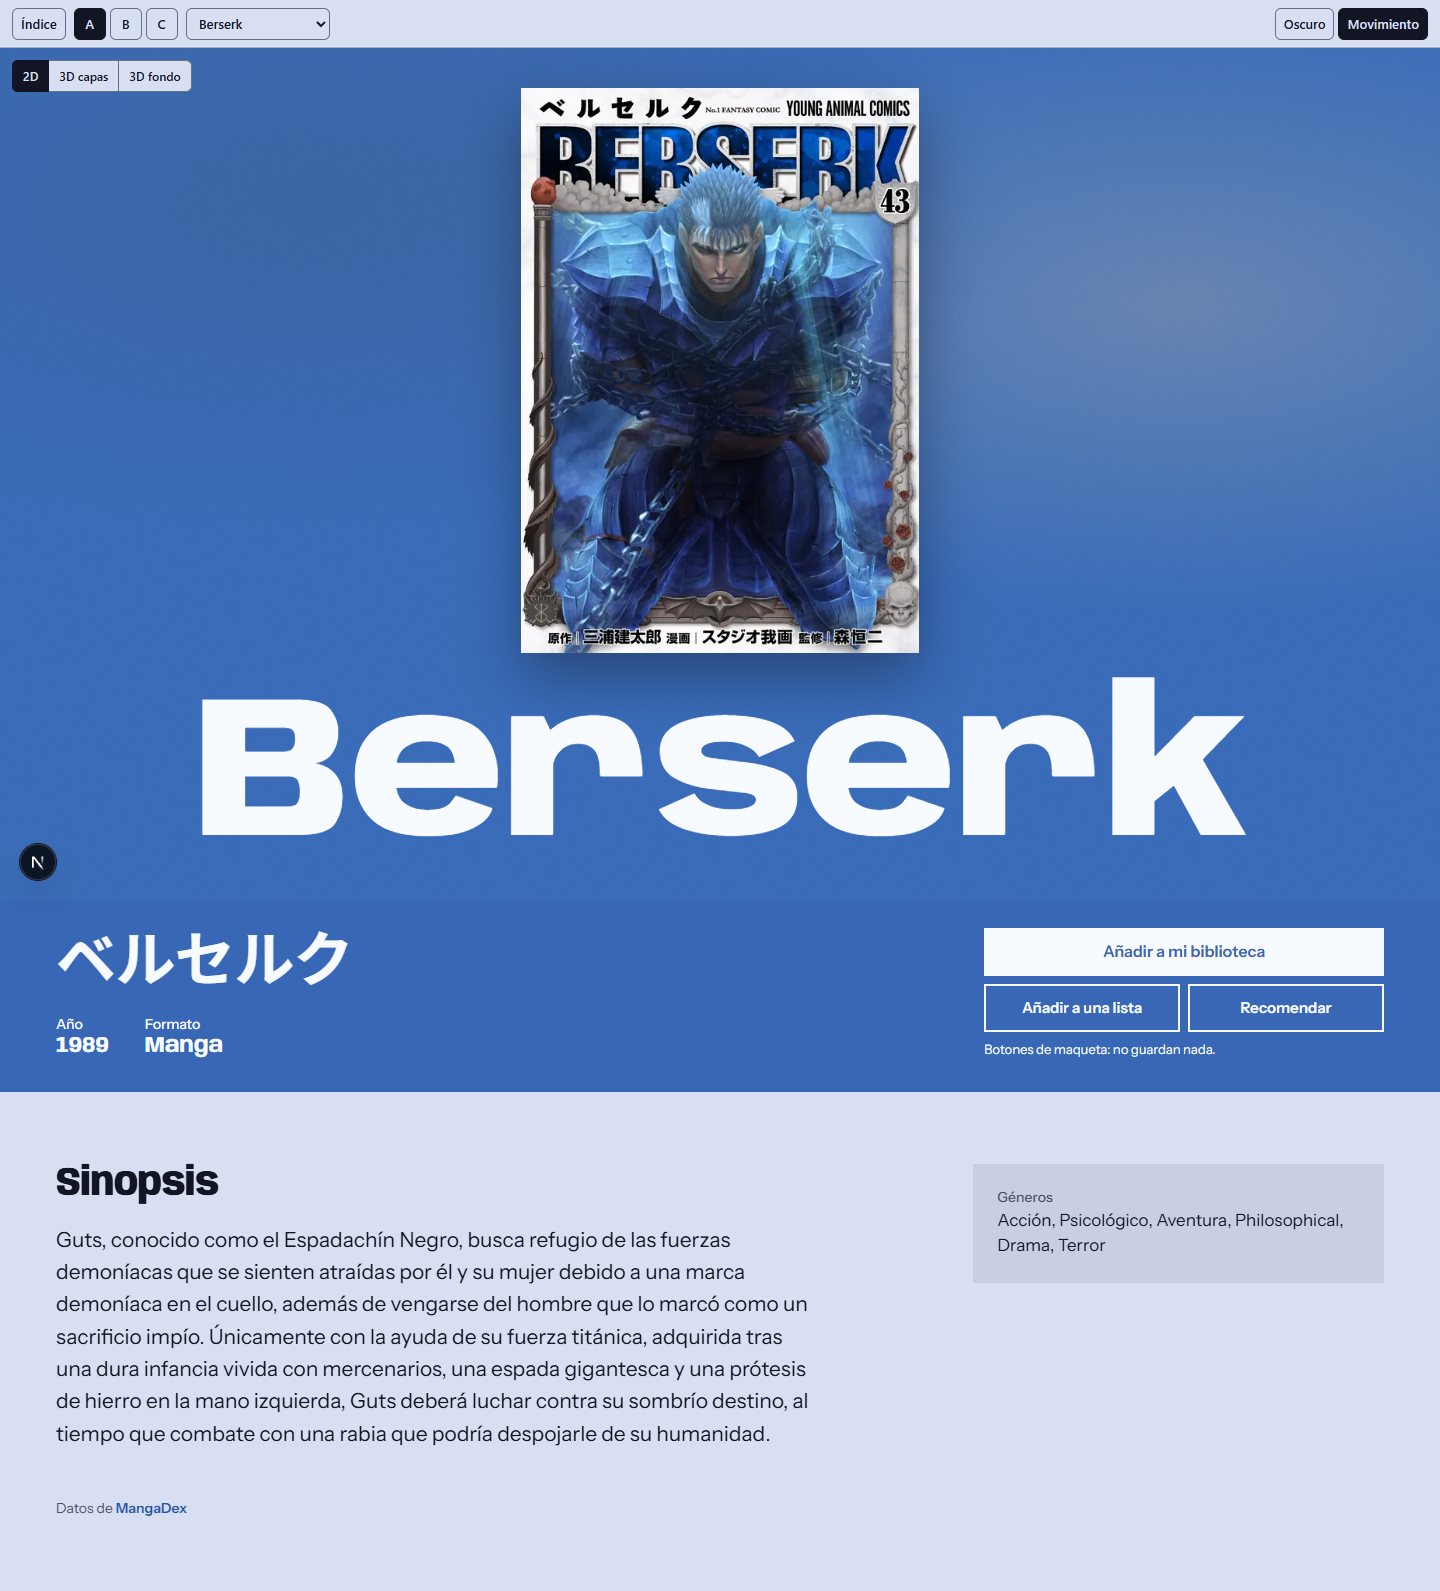 Índice
A
B
C
Berserk
Oscuro
Movimiento
2D
3D capas
3D fondo
ベルセルク No.1 FANTASY COMIC YOUNG ANIMAL COMICS
BERSERK
43
原作 | 三浦建太郎 漫画 | スタジオ我画 監修 | 森恒二
Berserk
N
ベルセルク
Año
1989
Formato
Manga
Añadir a mi biblioteca
Añadir a una lista
Recomendar
Botones de maqueta: no guardan nada.
Sinopsis
Guts, conocido como el Espadachín Negro, busca refugio de las fuerzas
demoníacas que se sienten atraídas por él y su mujer debido a una marca
demoníaca en el cuello, además de vengarse del hombre que lo marcó como un
sacrificio impío. Únicamente con la ayuda de su fuerza titánica, adquirida tras
una dura infancia vivida con mercenarios, una espada gigantesca y una prótesis
de hierro en la mano izquierda, Guts deberá luchar contra su sombrío destino, al
tiempo que combate con una rabia que podría despojarle de su humanidad.
Géneros
Acción, Psicológico, Aventura, Philosophical,
Drama, Terror
Datos de MangaDex